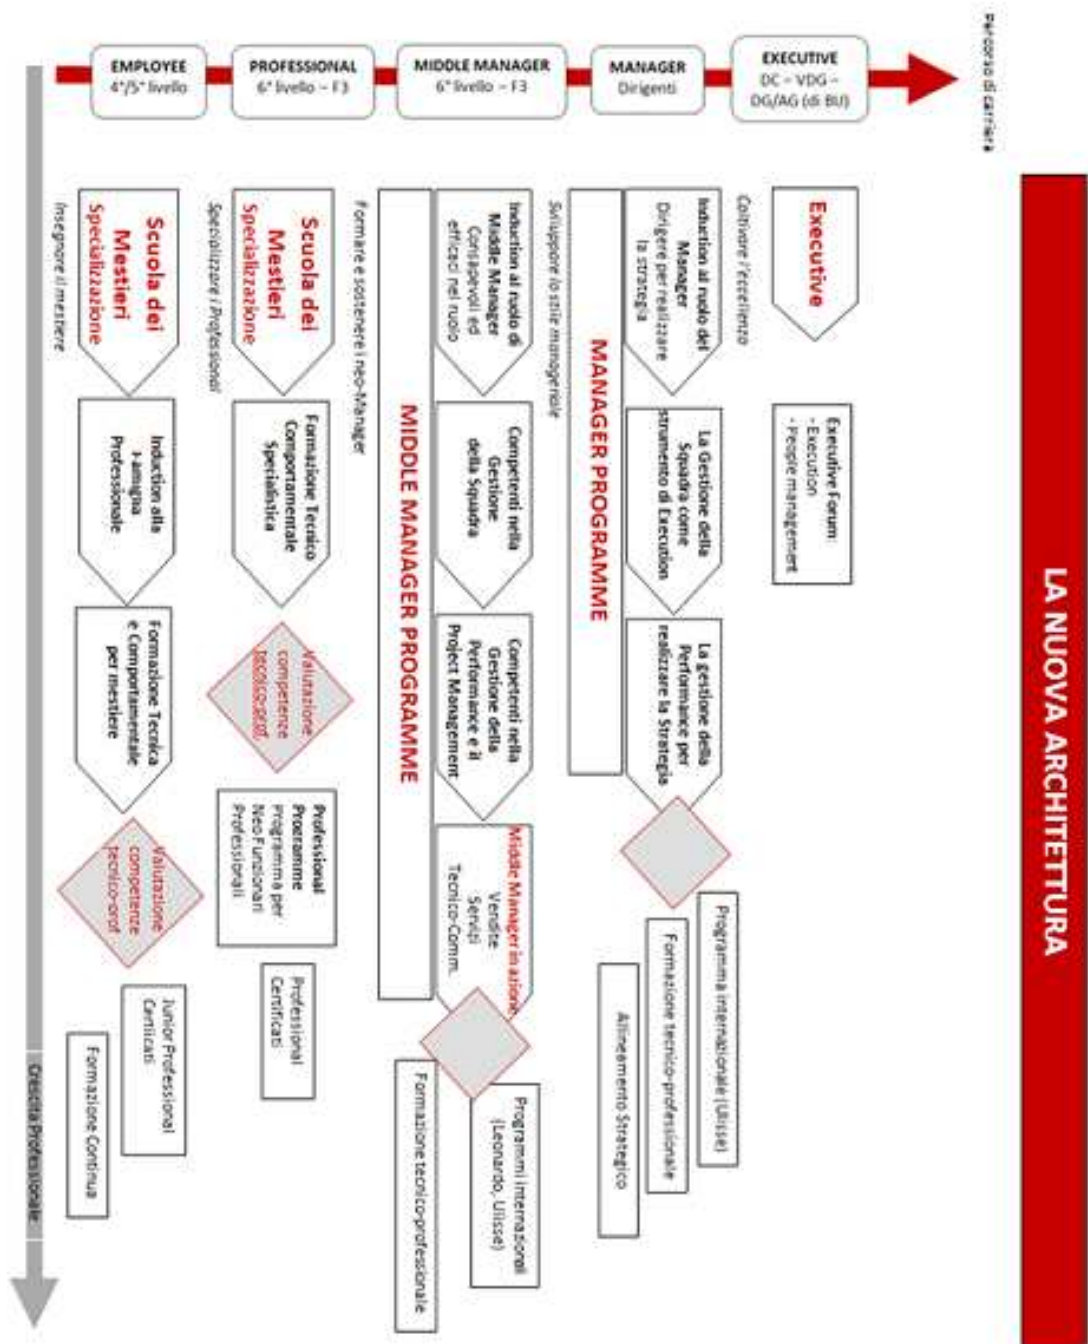 LA NUOVA ARCHITETTURA
Percorso di carriera
EXECUTIVE
DC – VDG –
DG/AG (di BU)
MANAGER
Dirigenti
MIDDLE MANAGER
6° livello – F3
PROFESSIONAL
6° livello – F3
EMPLOYEE
4°/5° livello
Executive
Coltivare l'eccellenza
Executive Forum
- Execution
- People management
Induction al ruolo del
Manager
Dirigere per realizzare
la strategia
La Gestione della
Squadra come
strumento di Execution
La gestione della
Performance per
realizzare la Strategia
MANAGER PROGRAMME
Sviluppare lo stile manageriale
Programma internazionale (Ulisse)
Formazione tecnico-professionale
Allineamento Strategico
Induction al ruolo di
Middle Manager
Consapevoli ed
efficaci nel ruolo
Competenti nella
Gestione
della Squadra
Competenti nella
Gestione della
Performance e il
Project Management
Middle Manager in azione
Vendite
Servizi
Tecnico-Comm.
MIDDLE MANAGER PROGRAMME
Formare e sostenere i neo-Manager
Programmi internazionali
(Leonardo, Ulisse)
Formazione tecnico-professionale
Scuola dei
Mestieri
Specializzazione
Specializzare i Professional
Formazione Tecnico
Comportamentale
Specialistica
Valutazione
competenze
tecnico-prof.
Professional
Programme
Programma per
Neo Funzionari
Professionali
Professional
Certificati
Scuola dei
Mestieri
Specializzazione
Insegnare il mestiere
Induction alla
Famiglia
Professionale
Formazione Tecnica
e Comportamentale
per mestiere
Valutazione
competenze
tecnico-prof
Junior Professional
Certicati
Formazione Continua
Crescita Professionale